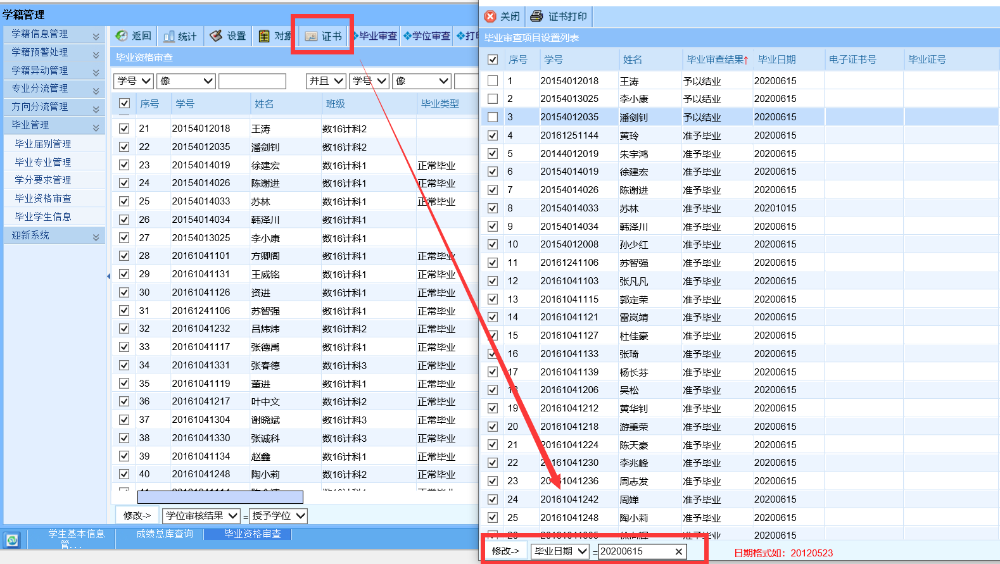 学籍管理
学籍信息管理
学籍预警处理
学籍异动管理
专业分流管理
方向分流管理
毕业管理
毕业届别管理
毕业专业管理
学分要求管理
毕业资格审查
毕业学生信息
迎新系统
返回 统计 设置 对象 证书 毕业审查 学位审查 打印
毕业资格审查
学号 像 并且 学号 像
序号 学号 姓名 班级 毕业类型
21 20154012018 王涛 数16计科2
22 20154012035 潘剑钊 数16计科2
23 20154014019 徐建宏 数16计科1 正常毕业
24 20154014026 陈谢进 数16计科1 正常毕业
25 20154014033 苏林 数16计科1 正常毕业
26 20154014034 韩泽川 数16计科1
27 20154013025 李小康 数16计科1
28 20161041101 方卿阁 数16计科1 正常毕业
29 20161041131 王威铭 数16计科1 正常毕业
30 20161041126 资进 数16计科1 正常毕业
31 20161241106 苏智强 数16计科1 正常毕业
32 20161041232 吕炜炜 数16计科2 正常毕业
33 20161041117 张德禹 数16计科1 正常毕业
34 20161041331 张春德 数16计科3 正常毕业
35 20161041119 董进 数16计科1 正常毕业
36 20161041217 叶中文 数16计科2 正常毕业
37 20161041304 谢晓斌 数16计科3 正常毕业
38 20161041330 张诚科 数16计科3 正常毕业
39 20161041134 赵鑫 数16计科1 正常毕业
40 20161041248 陶小莉 数16计科2 正常毕业
修改-> 学位审核结果 = 授予学位
学生基本信息管... 成绩总库查询 毕业资格审查
关闭 证书打印
毕业审查项目设置列表
序号 学号 姓名 毕业审查结果↑ 毕业日期 电子证书号 毕业证号
1 20154012018 王涛 予以结业 20200615
2 20154013025 李小康 予以结业 20200615
3 20154012035 潘剑钊 予以结业 20200615
4 20161251144 黄玲 准予毕业 20200615
5 20144012019 朱宇鸿 准予毕业 20200615
6 20154014019 徐建宏 准予毕业 20200615
7 20154014026 陈谢进 准予毕业 20200615
8 20154014033 苏林 准予毕业 20201015
9 20154014034 韩泽川 准予毕业 20200615
10 20154012008 孙少红 准予毕业 20200615
11 20161241106 苏智强 准予毕业 20200615
12 20161041103 张凡凡 准予毕业 20200615
13 20161041115 郭定荣 准予毕业 20200615
14 20161041121 雷岚靖 准予毕业 20200615
15 20161041127 杜佳豪 准予毕业 20200615
16 20161041133 张琦 准予毕业 20200615
17 20161041139 杨长芬 准予毕业 20200615
18 20161041206 吴松 准予毕业 20200615
19 20161041212 黄华钊 准予毕业 20200615
20 20161041218 游秉荣 准予毕业 20200615
21 20161041224 陈天豪 准予毕业 20200615
22 20161041230 李兆峰 准予毕业 20200615
23 20161041236 周志发 准予毕业 20200615
24 20161041242 周婵 准予毕业 20200615
25 20161041248 陶小莉 准予毕业 20200615
20200615
修改-> 毕业日期 = 20200615 ×
日期格式如：20120523